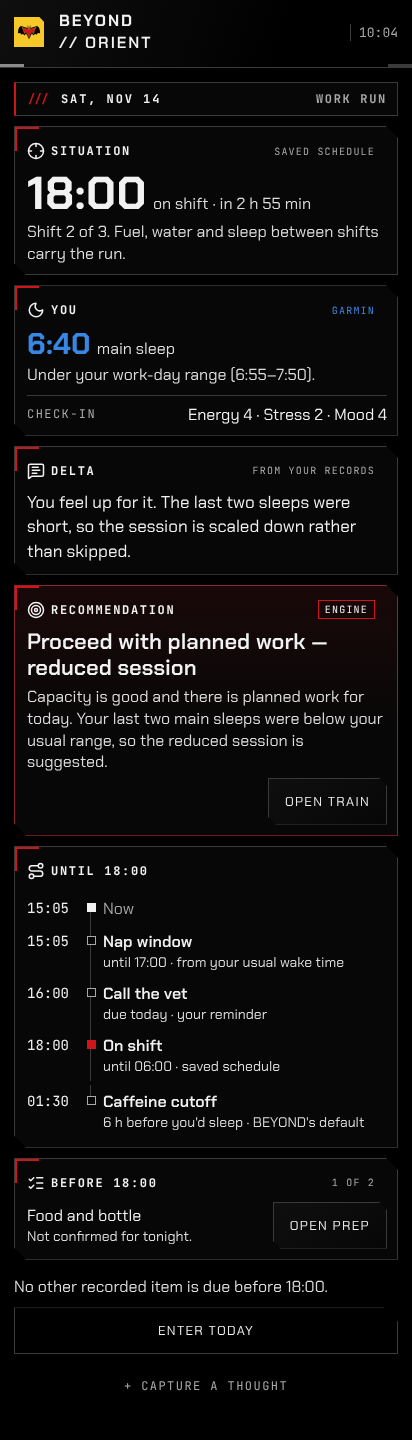 BEYOND
// ORIENT
10:04
/// SAT, NOV 14
WORK RUN
SITUATION
SAVED SCHEDULE
18:00 on shift · in 2 h 55 min
Shift 2 of 3. Fuel, water and sleep between shifts
carry the run.
YOU
GARMIN
6:40 main sleep
Under your work-day range (6:55–7:50).
CHECK-IN
Energy 4 · Stress 2 · Mood 4
DELTA
FROM YOUR RECORDS
You feel up for it. The last two sleeps were
short, so the session is scaled down rather
than skipped.
RECOMMENDATION
ENGINE
Proceed with planned work —
reduced session
Capacity is good and there is planned work for
today. Your last two main sleeps were below your
usual range, so the reduced session is
suggested.
OPEN TRAIN
UNTIL 18:00
15:05 Now
15:05 Nap window
until 17:00 · from your usual wake time
16:00 Call the vet
due today · your reminder
18:00 On shift
until 06:00 · saved schedule
01:30 Caffeine cutoff
6 h before you'd sleep · BEYOND's default
BEFORE 18:00
1 OF 2
Food and bottle
Not confirmed for tonight.
OPEN PREP
No other recorded item is due before 18:00.
ENTER TODAY
+ CAPTURE A THOUGHT